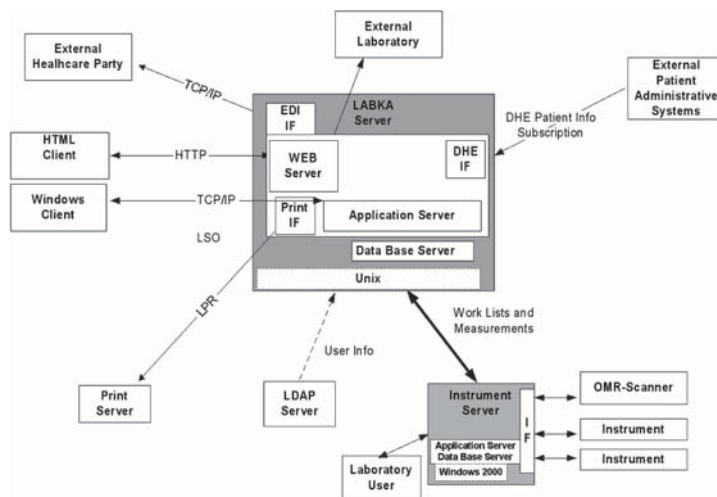 External
Laboratory
External
Healhcare Party
TCP/IP
LABKA
Server
EDI
IF
External
Patient
Administrative
Systems
DHE Patient Info
Subscription
HTML
Client
HTTP
WEB
Server
DHE
IF
Windows
Client
TCP/IP
Print
IF
Application Server
LSO
Data Base Server
Unix
LPR
Work Lists and
Measurements
User Info
Print
Server
LDAP
Server
Instrument
Server
I
F
OMR-Scanner
Instrument
Instrument
Application Server
Data Base Server
Windows 2000
Laboratory
User